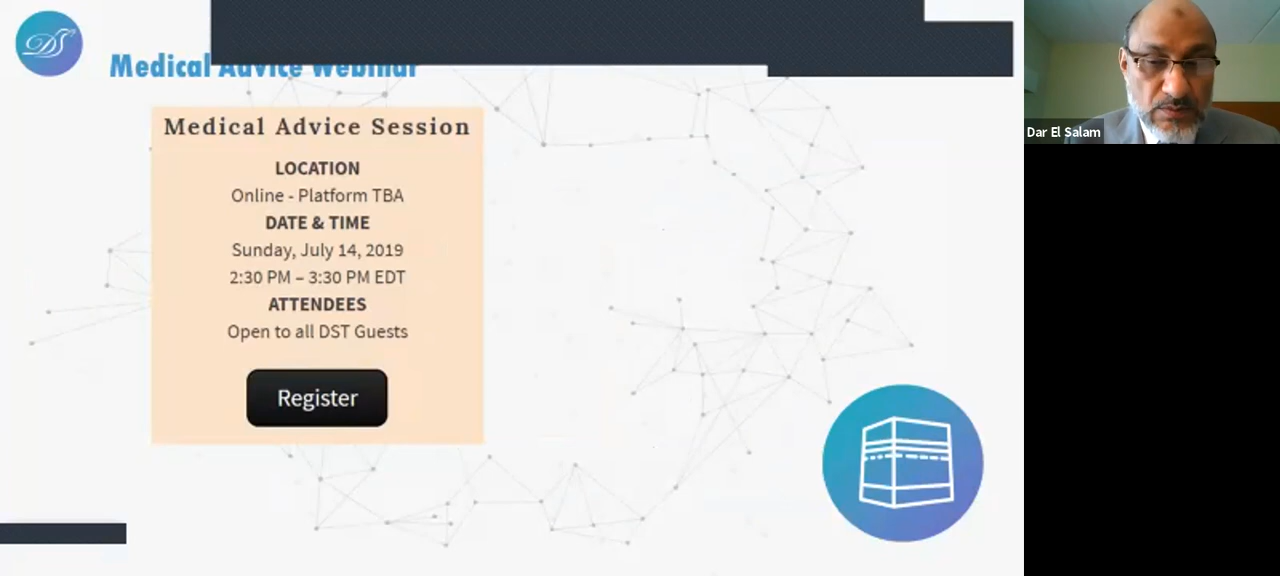 DS
Medical Advice Webinar
Medical Advice Session
LOCATION
Online - Platform TBA
DATE & TIME
Sunday, July 14, 2019
2:30 PM – 3:30 PM EDT
ATTENDEES
Open to all DST Guests
Register
Dar El Salam